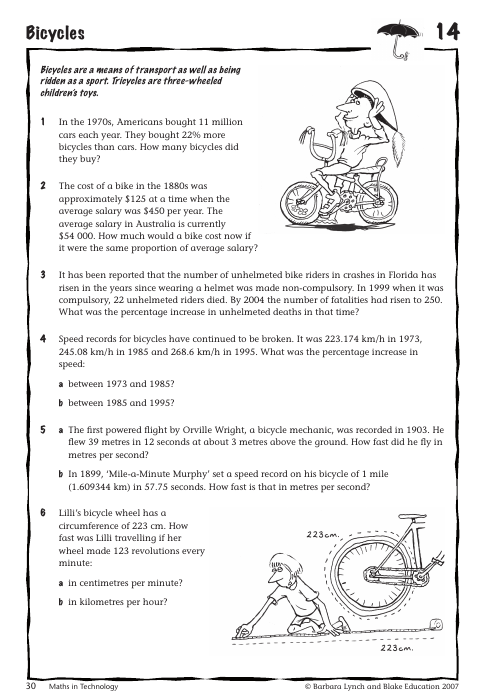 Bicycles
14
Bicycles are a means of transport as well as being
ridden as a sport. Tricycles are three-wheeled
children's toys.
1 In the 1970s, Americans bought 11 million
cars each year. They bought 22% more
bicycles than cars. How many bicycles did
they buy?
2 The cost of a bike in the 1880s was
approximately $125 at a time when the
average salary was $450 per year. The
average salary in Australia is currently
$54 000. How much would a bike cost now if
it were the same proportion of average salary?
3 It has been reported that the number of unhelmeted bike riders in crashes in Florida has
risen in the years since wearing a helmet was made non-compulsory. In 1999 when it was
compulsory, 22 unhelmeted riders died. By 2004 the number of fatalities had risen to 250.
What was the percentage increase in unhelmeted deaths in that time?
4 Speed records for bicycles have continued to be broken. It was 223.174 km/h in 1973,
245.08 km/h in 1985 and 268.6 km/h in 1995. What was the percentage increase in
speed:
a between 1973 and 1985?
b between 1985 and 1995?
5 a The first powered flight by Orville Wright, a bicycle mechanic, was recorded in 1903. He
flew 39 metres in 12 seconds at about 3 metres above the ground. How fast did he fly in
metres per second?
b In 1899, 'Mile-a-Minute Murphy' set a speed record on his bicycle of 1 mile
(1.609344 km) in 57.75 seconds. How fast is that in metres per second?
6 Lilli's bicycle wheel has a
circumference of 223 cm. How
fast was Lilli travelling if her
wheel made 123 revolutions every
minute:
a in centimetres per minute?
b in kilometres per hour?
223cm.
223cm.
30 Maths in Technology
© Barbara Lynch and Blake Education 2007